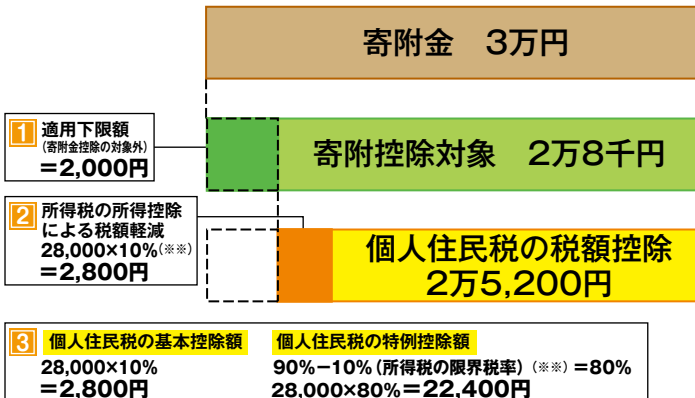 寄附金　3万円
1 適用下限額
(寄附金控除の対象外)
=2,000円
寄附控除対象　2万8千円
2 所得税の所得控除
による税額軽減
28,000×10%(※※)
=2,800円
個人住民税の税額控除
2万5,200円
3 個人住民税の基本控除額
28,000×10%
=2,800円
個人住民税の特例控除額
90%−10%(所得税の限界税率)(※※)=80%
28,000×80%=22,400円